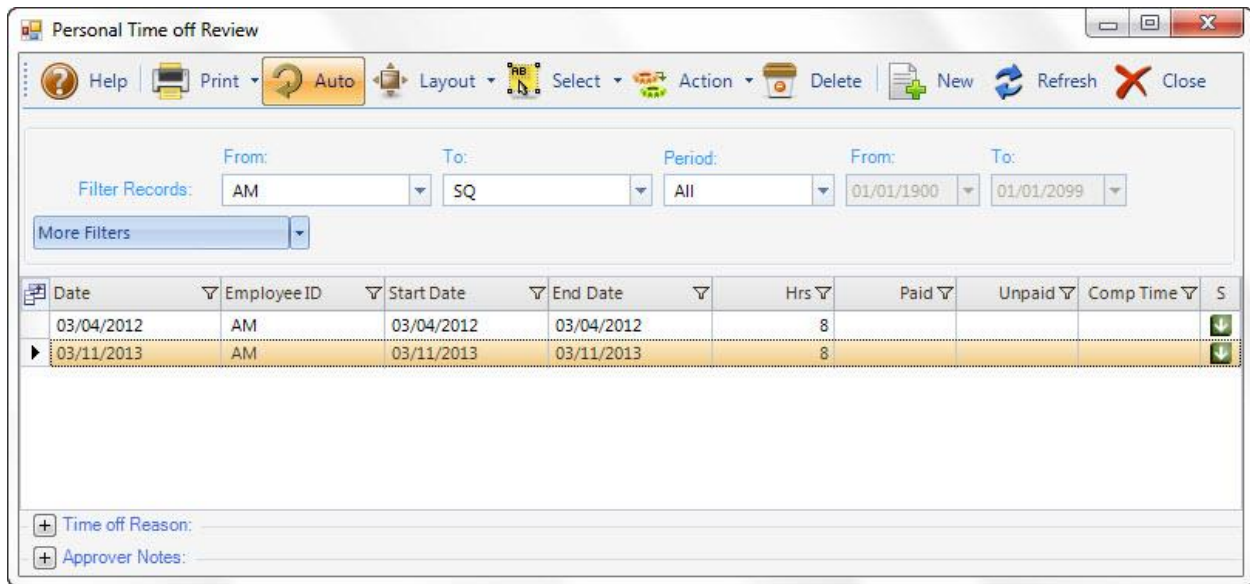 Personal Time off Review
Help Print Auto Layout AB Select Action Delete New Refresh Close
From: To: Period: From: To:
Filter Records: AM SQ All 01/01/1900 01/01/2099
More Filters
Date Employee ID Start Date End Date Hrs Paid Unpaid Comp Time S
03/04/2012 AM 03/04/2012 03/04/2012 8
03/11/2013 AM 03/11/2013 03/11/2013 8
Time off Reason:
Approver Notes: